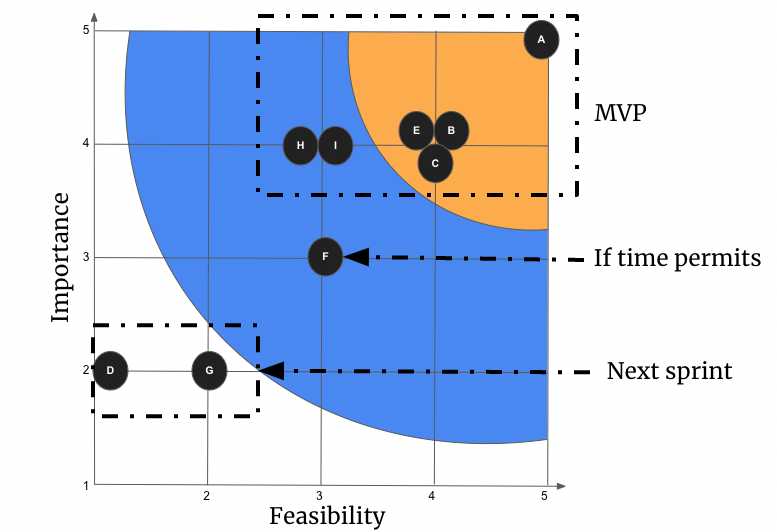 5
A
MVP
E
B
4
H
I
C
Importance
3
F
If time permits
2
D
G
Next sprint
1
2
3
4
5
Feasibility